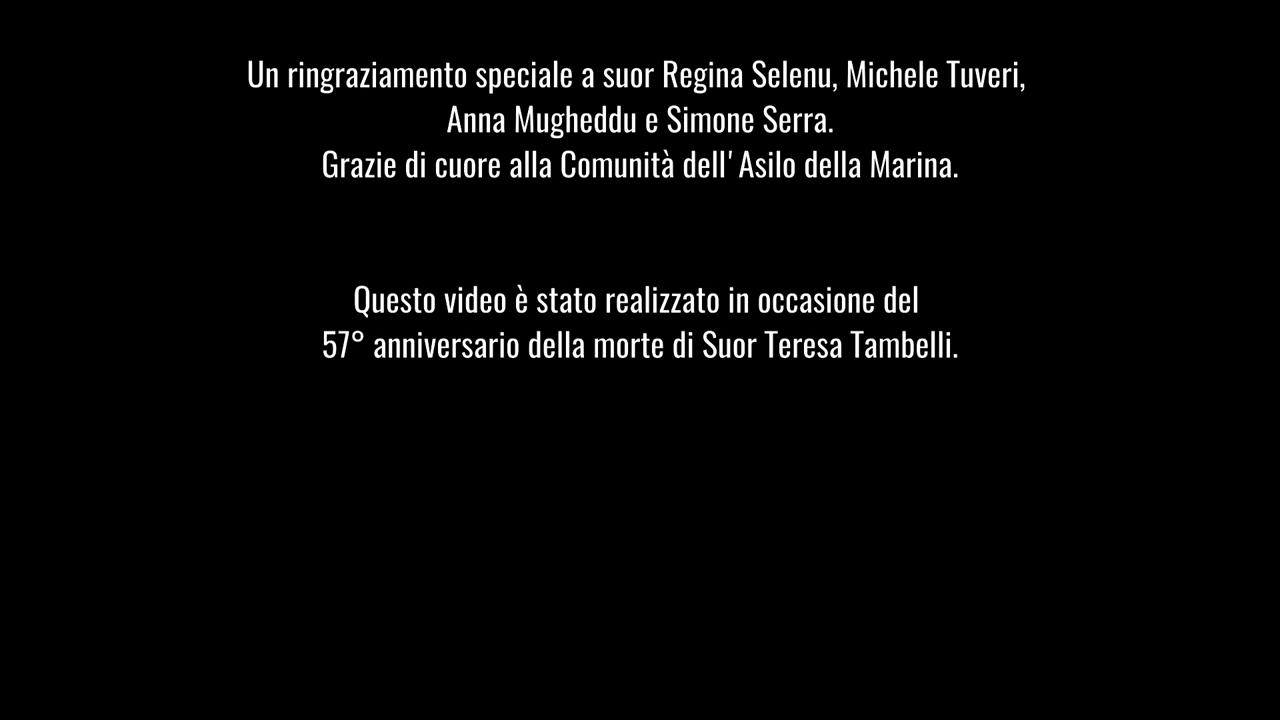 Un ringraziamento speciale a suor Regina Selenu, Michele Tuveri,
Anna Mugheddu e Simone Serra.
Grazie di cuore alla Comunità dell'Asilo della Marina.
Questo video è stato realizzato in occasione del
57° anniversario della morte di Suor Teresa Tambelli.